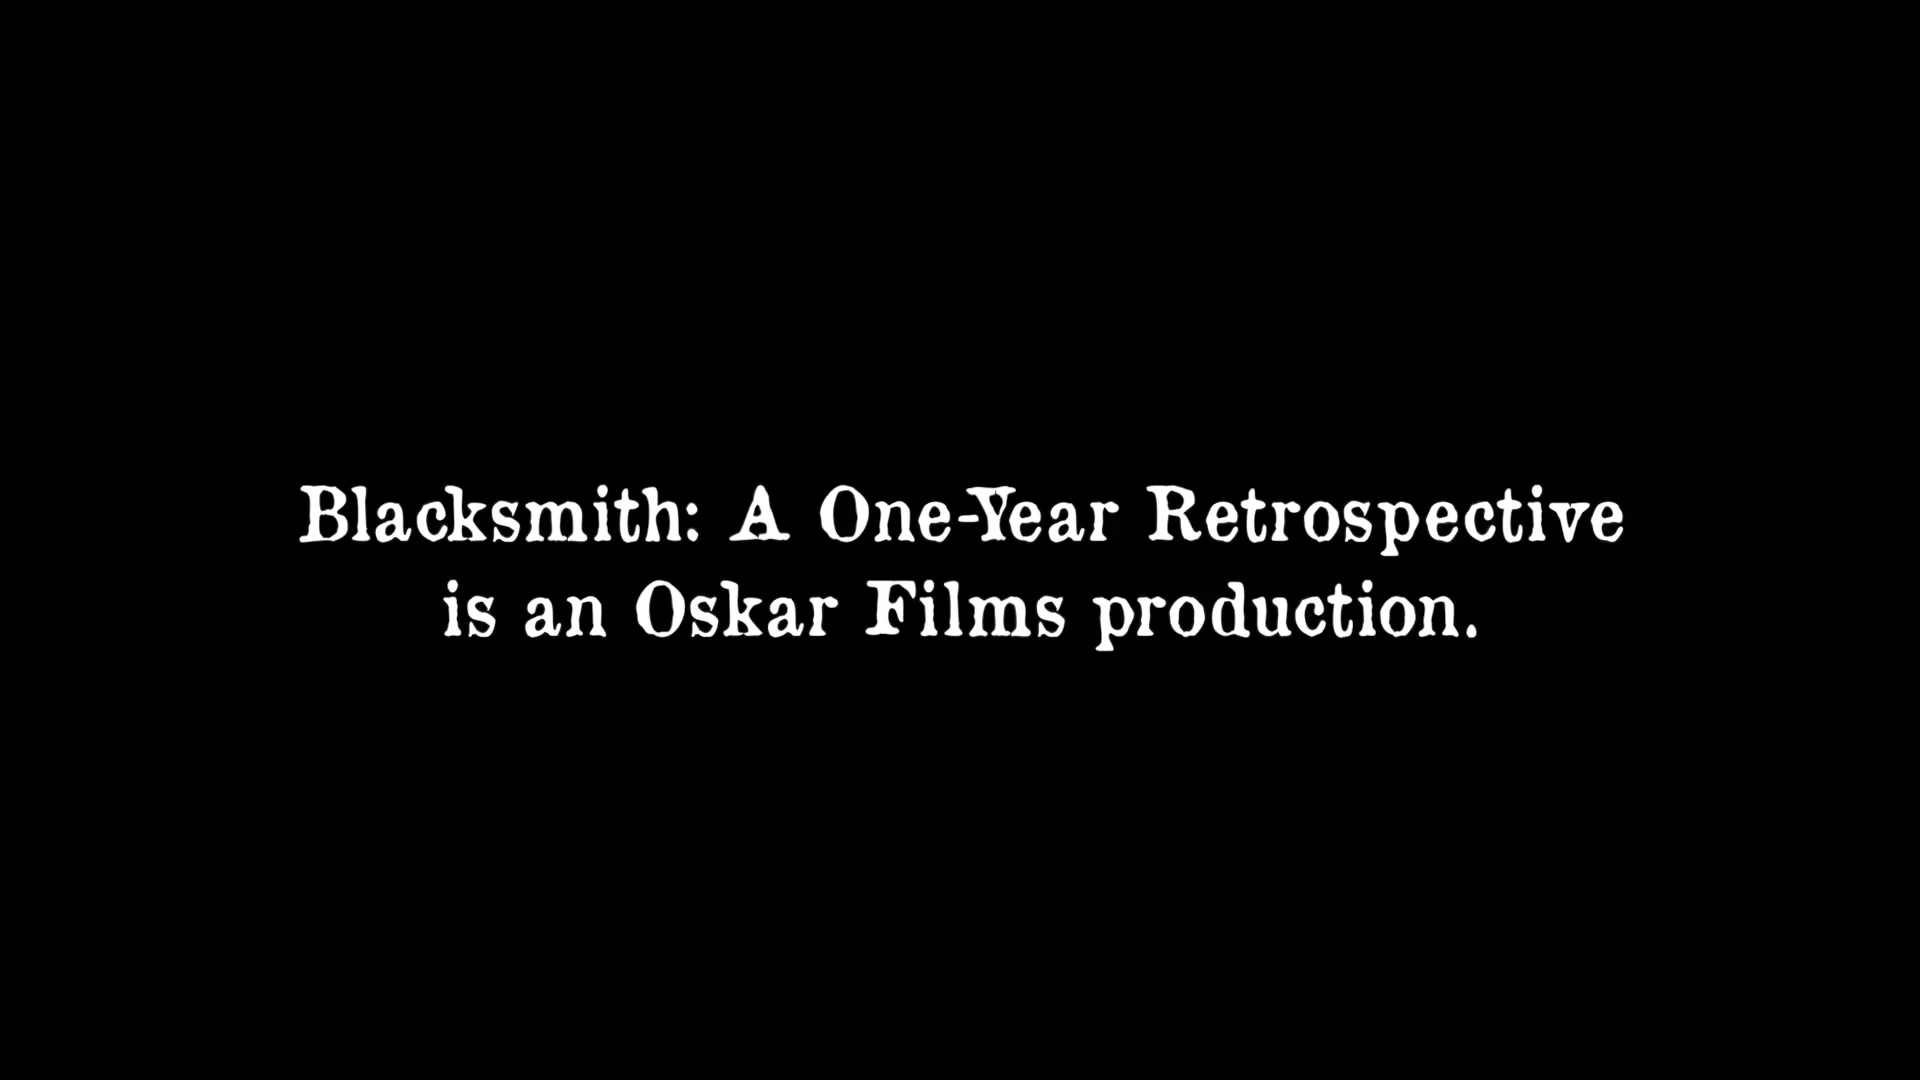 Blacksmith: A One-Year Retrospective
is an Oskar Films production.